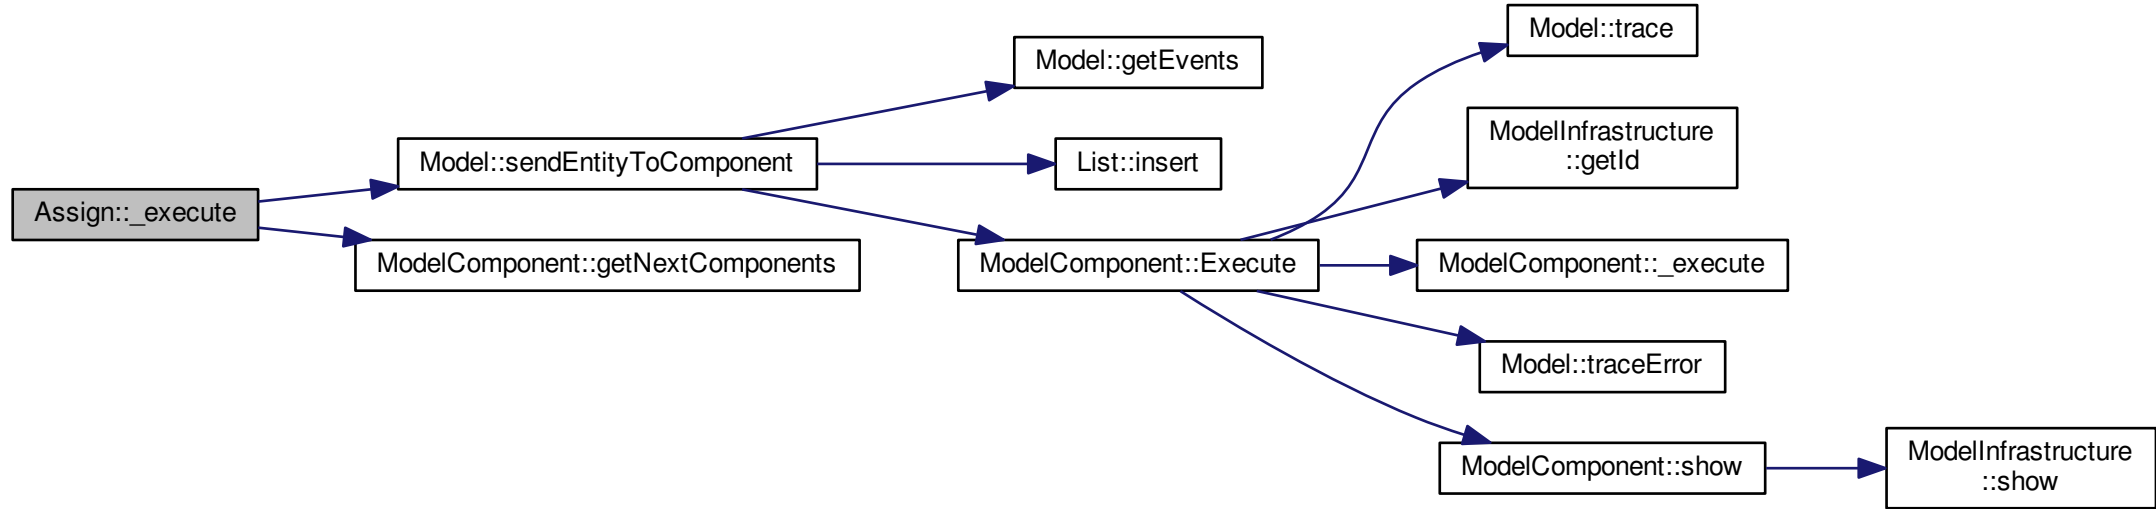 Assign::_execute
Model::sendEntityToComponent
ModelComponent::getNextComponents
Model::getEvents
List::insert
ModelComponent::Execute
Model::trace
ModelInfrastructure
::getId
ModelComponent::_execute
Model::traceError
ModelComponent::show
ModelInfrastructure
::show